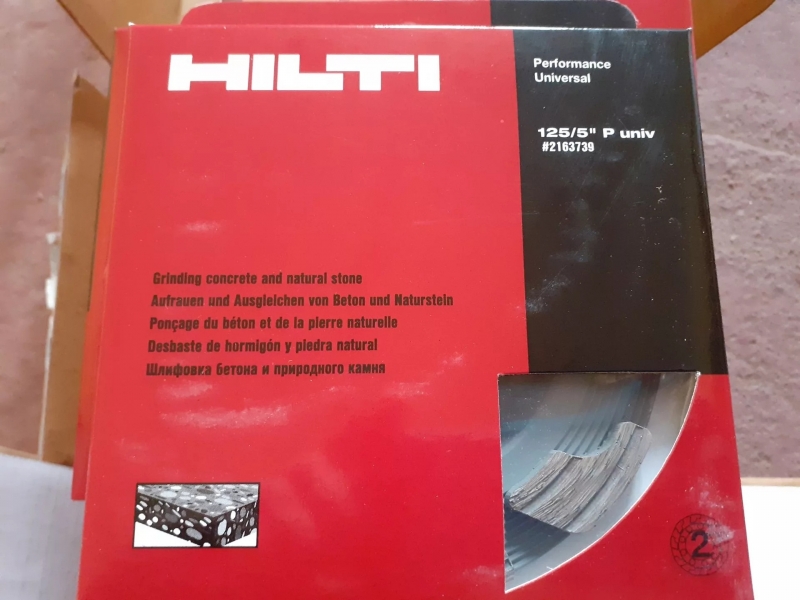 HILTI
Performance
Universal
125/5" P univ
#2163739
Grinding concrete and natural stone
Aufrauen und Ausgleichen von Beton und Naturstein
Ponçage du béton et de la pierre naturelle
Desbaste de hormigón y piedra natural
Шлифовка бетона и природного камня
2